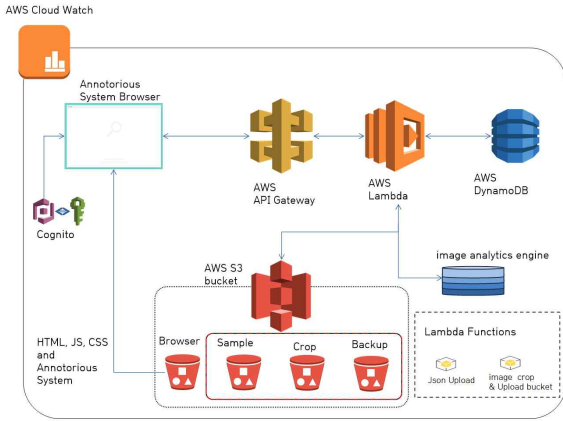 AWS Cloud Watch
Annotorious
System Browser
AWS
API Gateway
AWS
Lambda
AWS
DynamoDB
Cognito
AWS S3
bucket
image analytics engine
HTML, JS, CSS
and
Annotorious
System
Browser
Sample
Crop
Backup
Lambda Functions
Json Upload
image crop
& Upload bucket